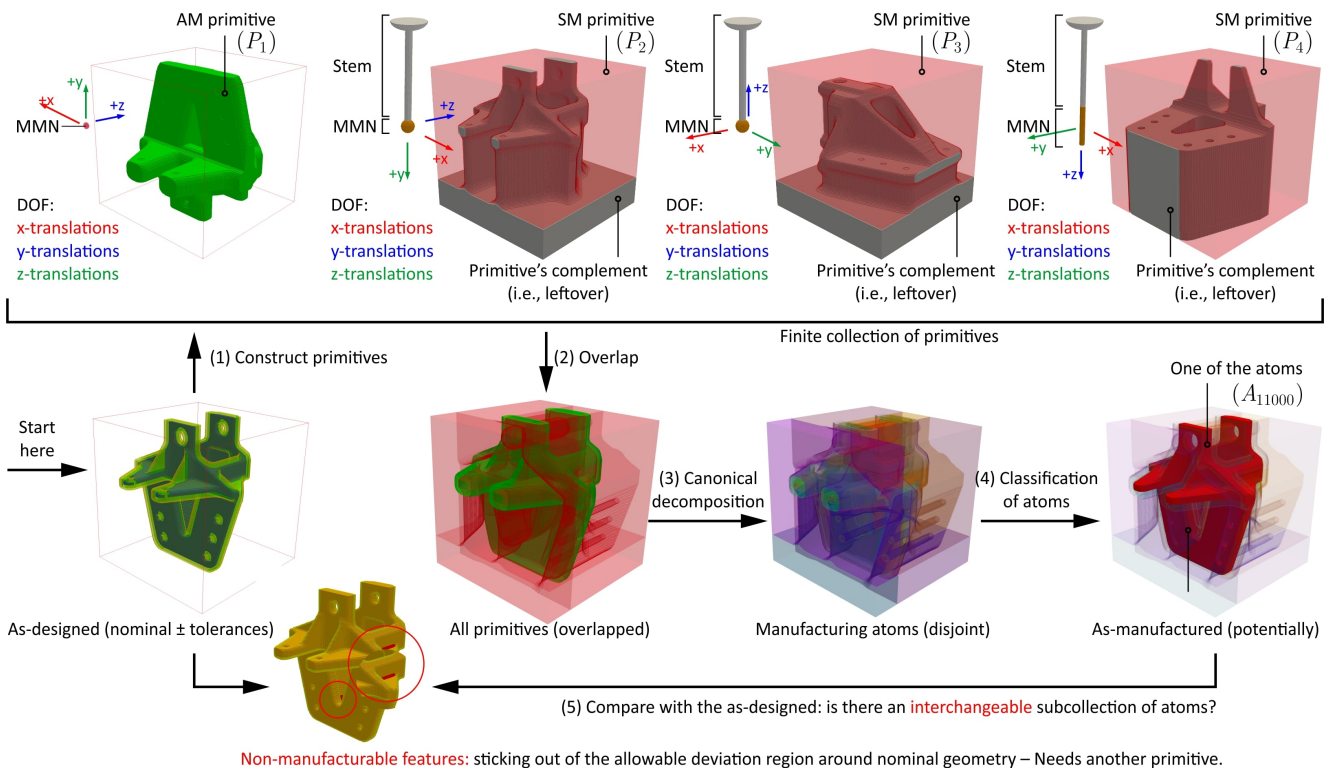 AM primitive
(P₁)
+x
+y
+z
MMN
DOF:
x-translations
y-translations
z-translations
SM primitive
(P₂)
Stem
MMN
+z
+x
+y
DOF:
x-translations
y-translations
z-translations
Primitive's complement
(i.e., leftover)
SM primitive
(P₃)
Stem
MMN
+z
+x
+y
DOF:
x-translations
y-translations
z-translations
Primitive's complement
(i.e., leftover)
SM primitive
(P₄)
Stem
MMN
+y
+x
+z
DOF:
x-translations
y-translations
z-translations
Primitive's complement
(i.e., leftover)
Finite collection of primitives
(1) Construct primitives
(2) Overlap
Start
here
(3) Canonical
decomposition
(4) Classification
of atoms
One of the atoms
(A₁₁₀₀₀)
As-designed (nominal ± tolerances)
All primitives (overlapped)
Manufacturing atoms (disjoint)
As-manufactured (potentially)
(5) Compare with the as-designed: is there an interchangeable subcollection of atoms?
Non-manufacturable features: sticking out of the allowable deviation region around nominal geometry – Needs another primitive.